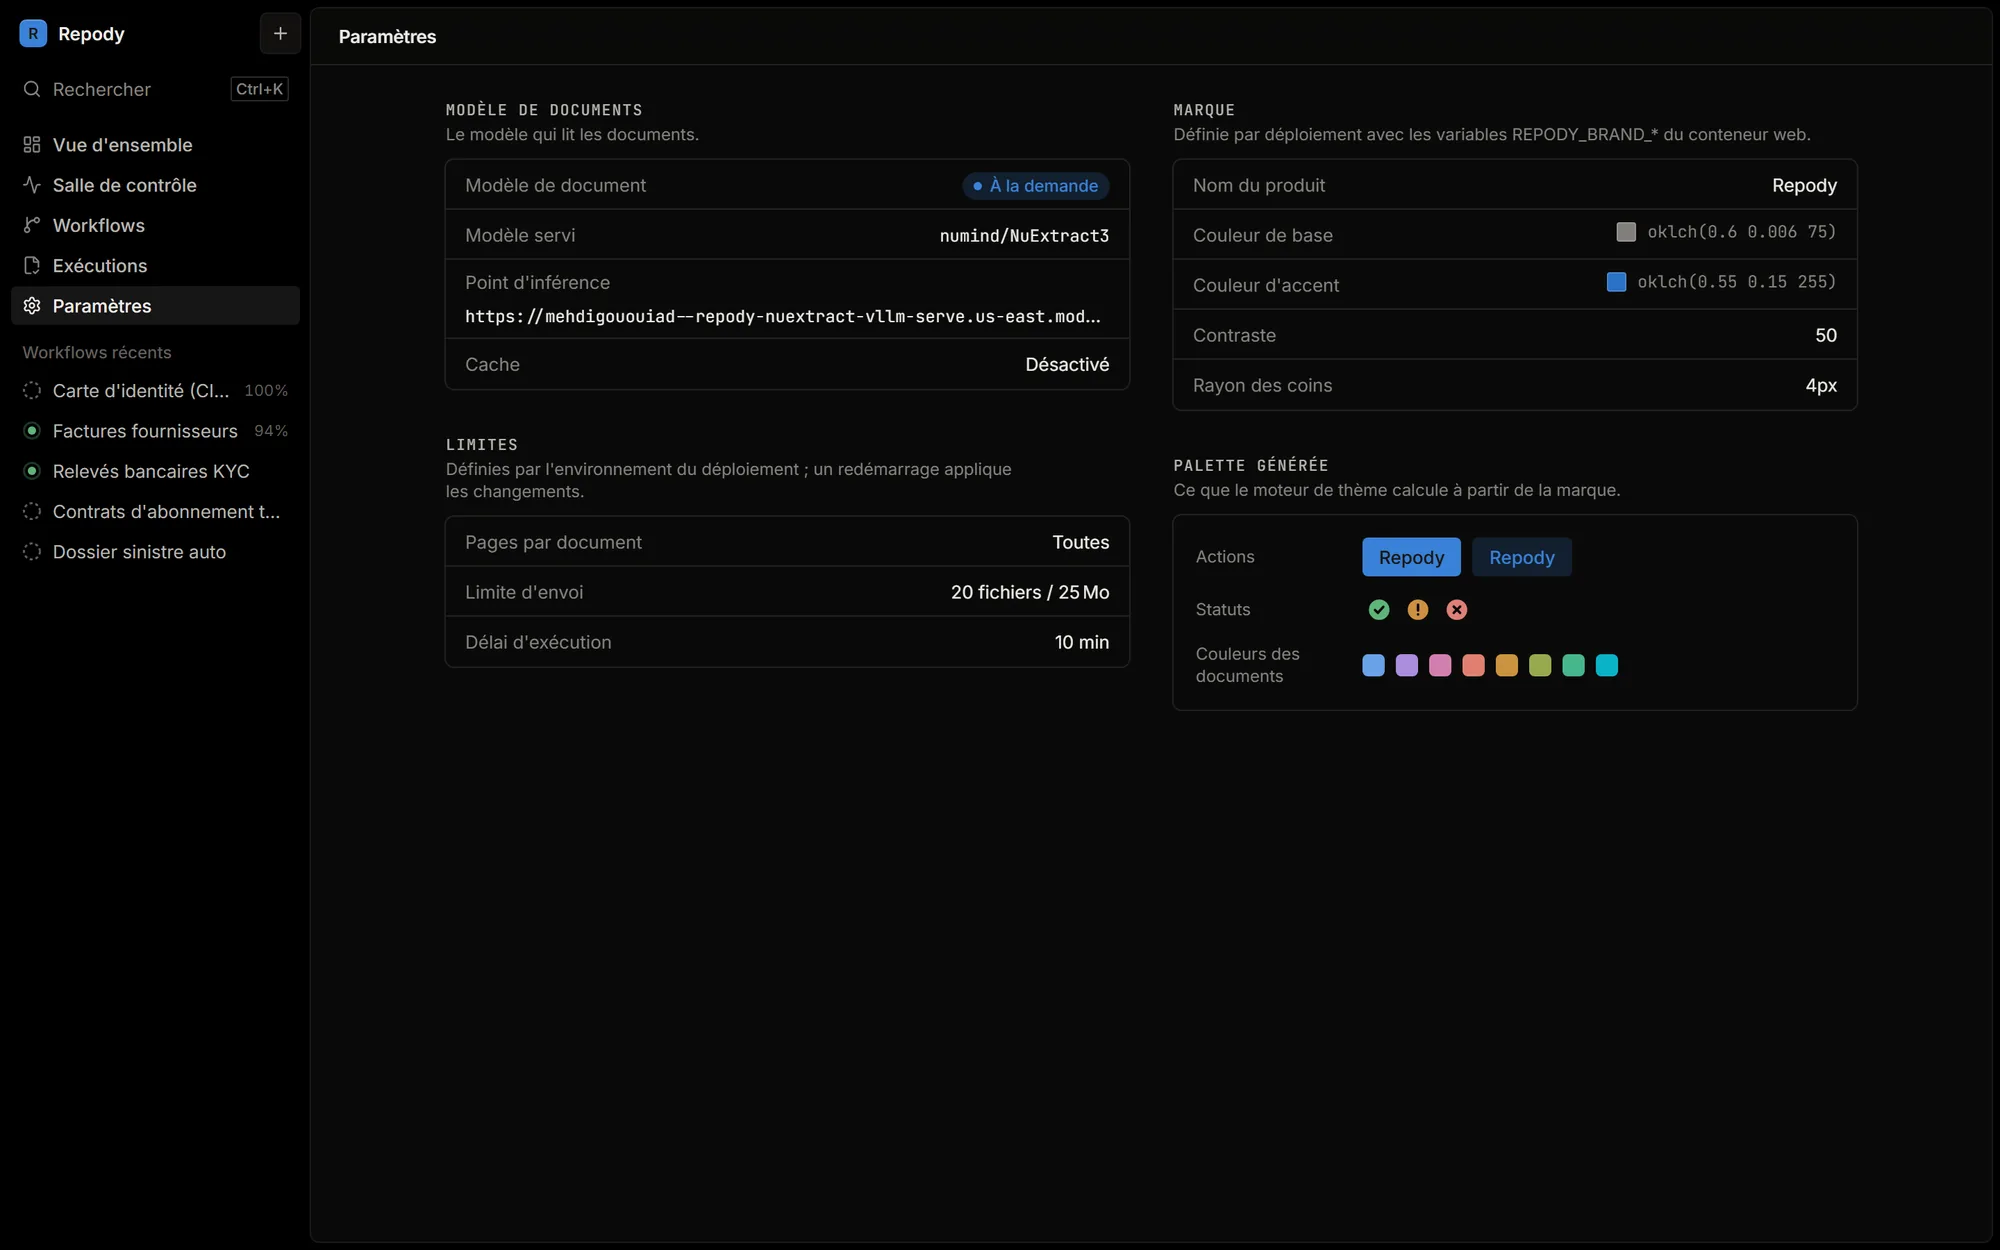 R Repody
+
Rechercher Ctrl+K
Vue d'ensemble
Salle de contrôle
Workflows
Exécutions
Paramètres
Workflows récents
Carte d'identité (CI... 100%
Factures fournisseurs 94%
Relevés bancaires KYC
Contrats d'abonnement t...
Dossier sinistre auto
Paramètres
MODÈLE DE DOCUMENTS
Le modèle qui lit les documents.
Modèle de document À la demande
Modèle servi numind/NuExtract3
Point d'inférence
https://mehdigououiad--repody-nuextract-vllm-serve.us-east.mod...
Cache Désactivé
LIMITES
Définies par l'environnement du déploiement ; un redémarrage applique
les changements.
Pages par document Toutes
Limite d'envoi 20 fichiers / 25 Mo
Délai d'exécution 10 min
MARQUE
Définie par déploiement avec les variables REPODY_BRAND_* du conteneur web.
Nom du produit Repody
Couleur de base oklch(0.6 0.006 75)
Couleur d'accent oklch(0.55 0.15 255)
Contraste 50
Rayon des coins 4px
PALETTE GÉNÉRÉE
Ce que le moteur de thème calcule à partir de la marque.
Actions Repody Repody
Statuts
Couleurs des
documents